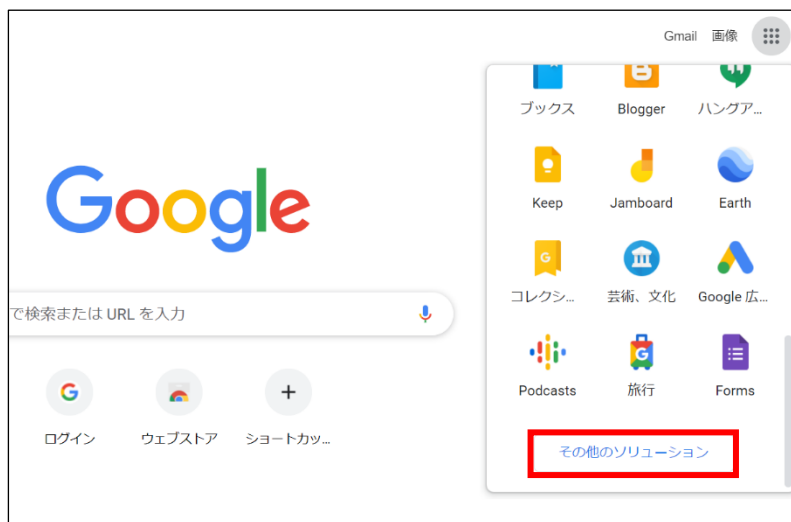 Gmail 画像
ブックス Blogger ハングア...
Google
Keep Jamboard Earth
G
コレクシ... 芸術、文化 Google 広...
で検索または URL を入力
G
Podcasts 旅行 Forms
G
ログイン ウェブストア ショートカッ...
その他のソリューション